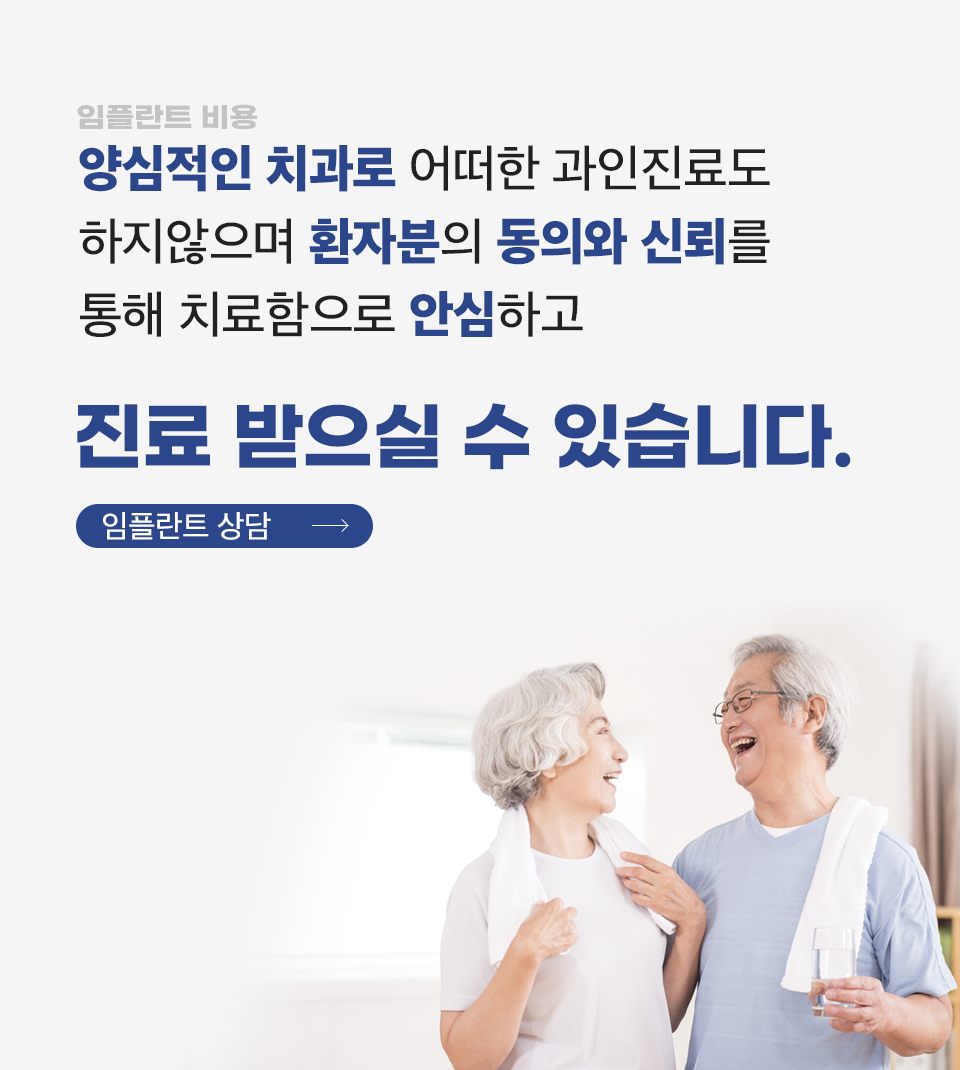 임플란트 비용
양심적인 치과로 어떠한 과인진료도
하지않으며 환자분의 동의와 신뢰를
통해 치료함으로 안심하고
진료 받으실 수 있습니다.
임플란트 상담